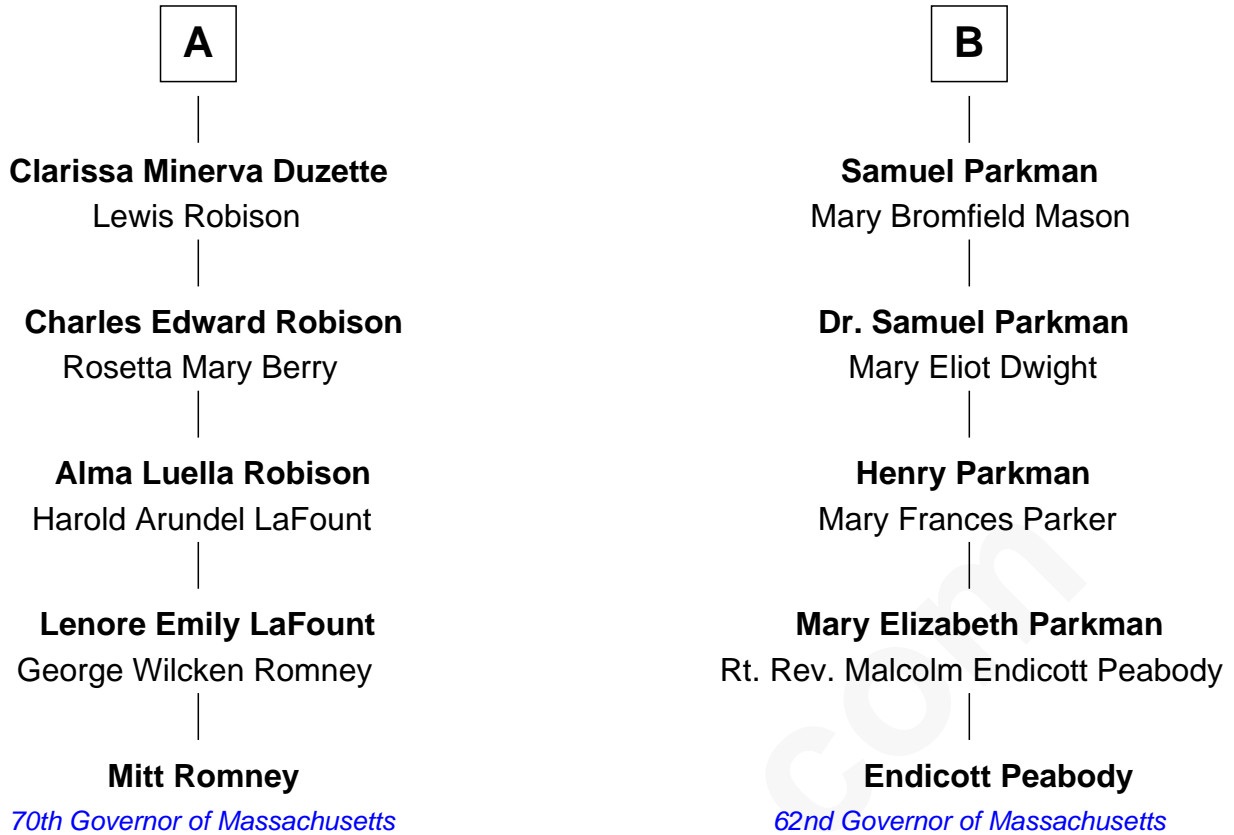 A
Clarissa Minerva Duzette
Lewis Robison
Charles Edward Robison
Rosetta Mary Berry
Alma Luella Robison
Harold Arundel LaFount
Lenore Emily LaFount
George Wilcken Romney
Mitt Romney
70th Governor of Massachusetts
B
Samuel Parkman
Mary Bromfield Mason
Dr. Samuel Parkman
Mary Eliot Dwight
Henry Parkman
Mary Frances Parker
Mary Elizabeth Parkman
Rt. Rev. Malcolm Endicott Peabody
Endicott Peabody
62nd Governor of Massachusetts
com